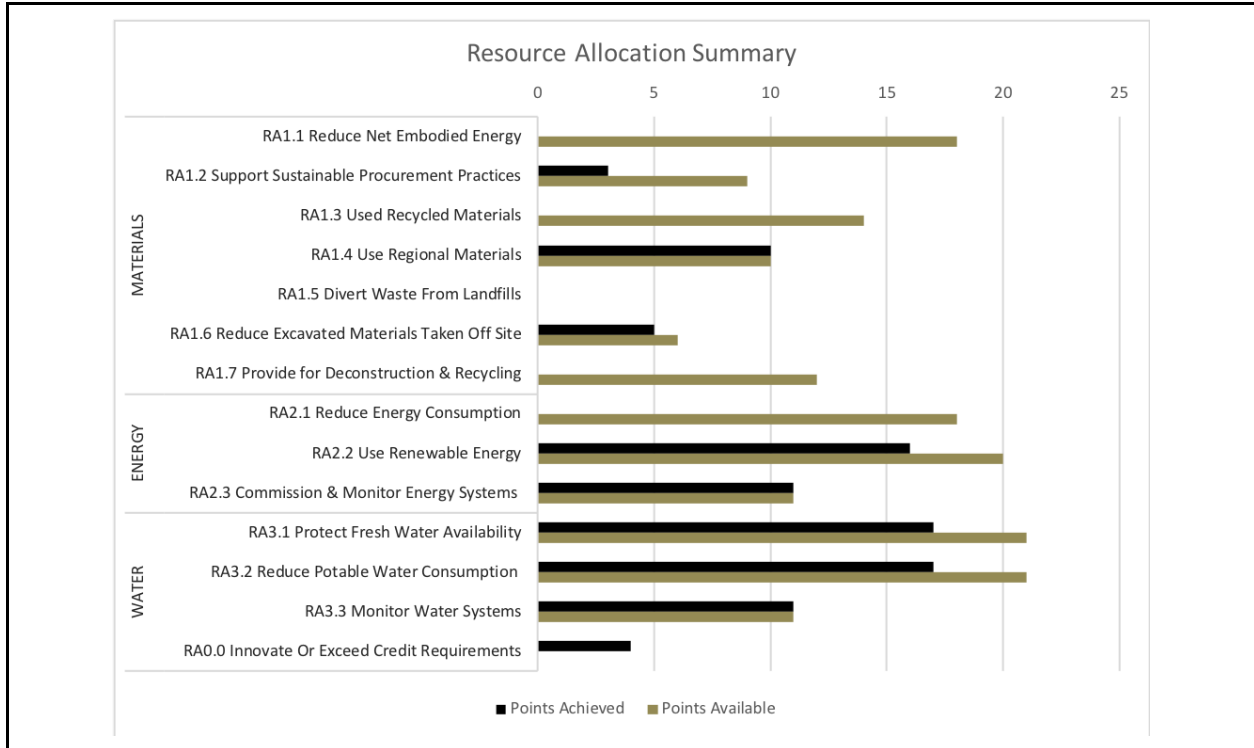 Resource Allocation Summary
0 5 10 15 20 25
MATERIALS
RA1.1 Reduce Net Embodied Energy
RA1.2 Support Sustainable Procurement Practices
RA1.3 Used Recycled Materials
RA1.4 Use Regional Materials
RA1.5 Divert Waste From Landfills
RA1.6 Reduce Excavated Materials Taken Off Site
RA1.7 Provide for Deconstruction & Recycling
ENERGY
RA2.1 Reduce Energy Consumption
RA2.2 Use Renewable Energy
RA2.3 Commission & Monitor Energy Systems
WATER
RA3.1 Protect Fresh Water Availability
RA3.2 Reduce Potable Water Consumption
RA3.3 Monitor Water Systems
RA0.0 Innovate Or Exceed Credit Requirements
Points Achieved Points Available